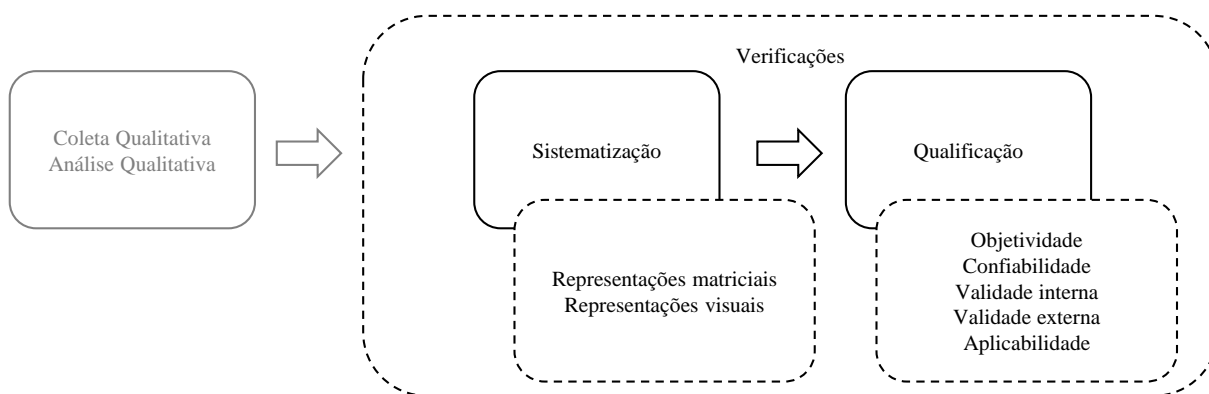 Verificações
Coleta Qualitativa
Análise Qualitativa
Sistematização
Qualificação
Representações matriciais
Representações visuais
Objetividade
Confiabilidade
Validade interna
Validade externa
Aplicabilidade